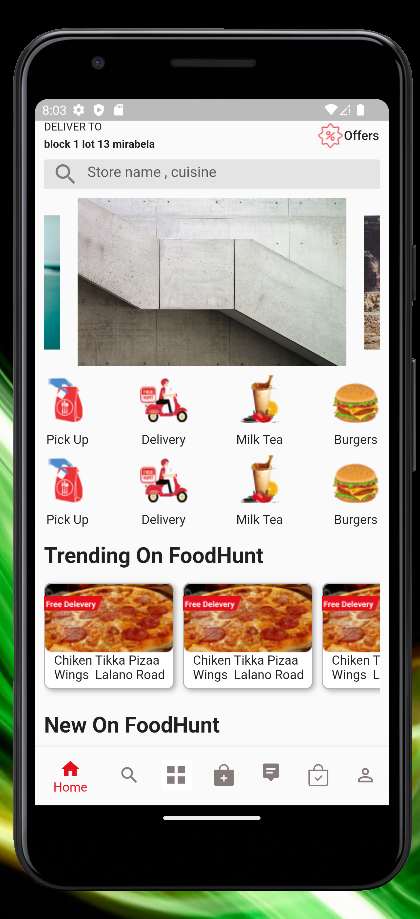 8:03
DELIVER TO
block 1 lot 13 mirabela
Offers
Store name , cuisine
Pick Up Delivery Milk Tea Burgers
Pick Up Delivery Milk Tea Burgers
Trending On FoodHunt
Free Delevery Free Delevery Free Delevery
Chiken Tikka Pizaa Chiken Tikka Pizaa Chiken T
Wings Lalano Road Wings Lalano Road Wings L
New On FoodHunt
Home